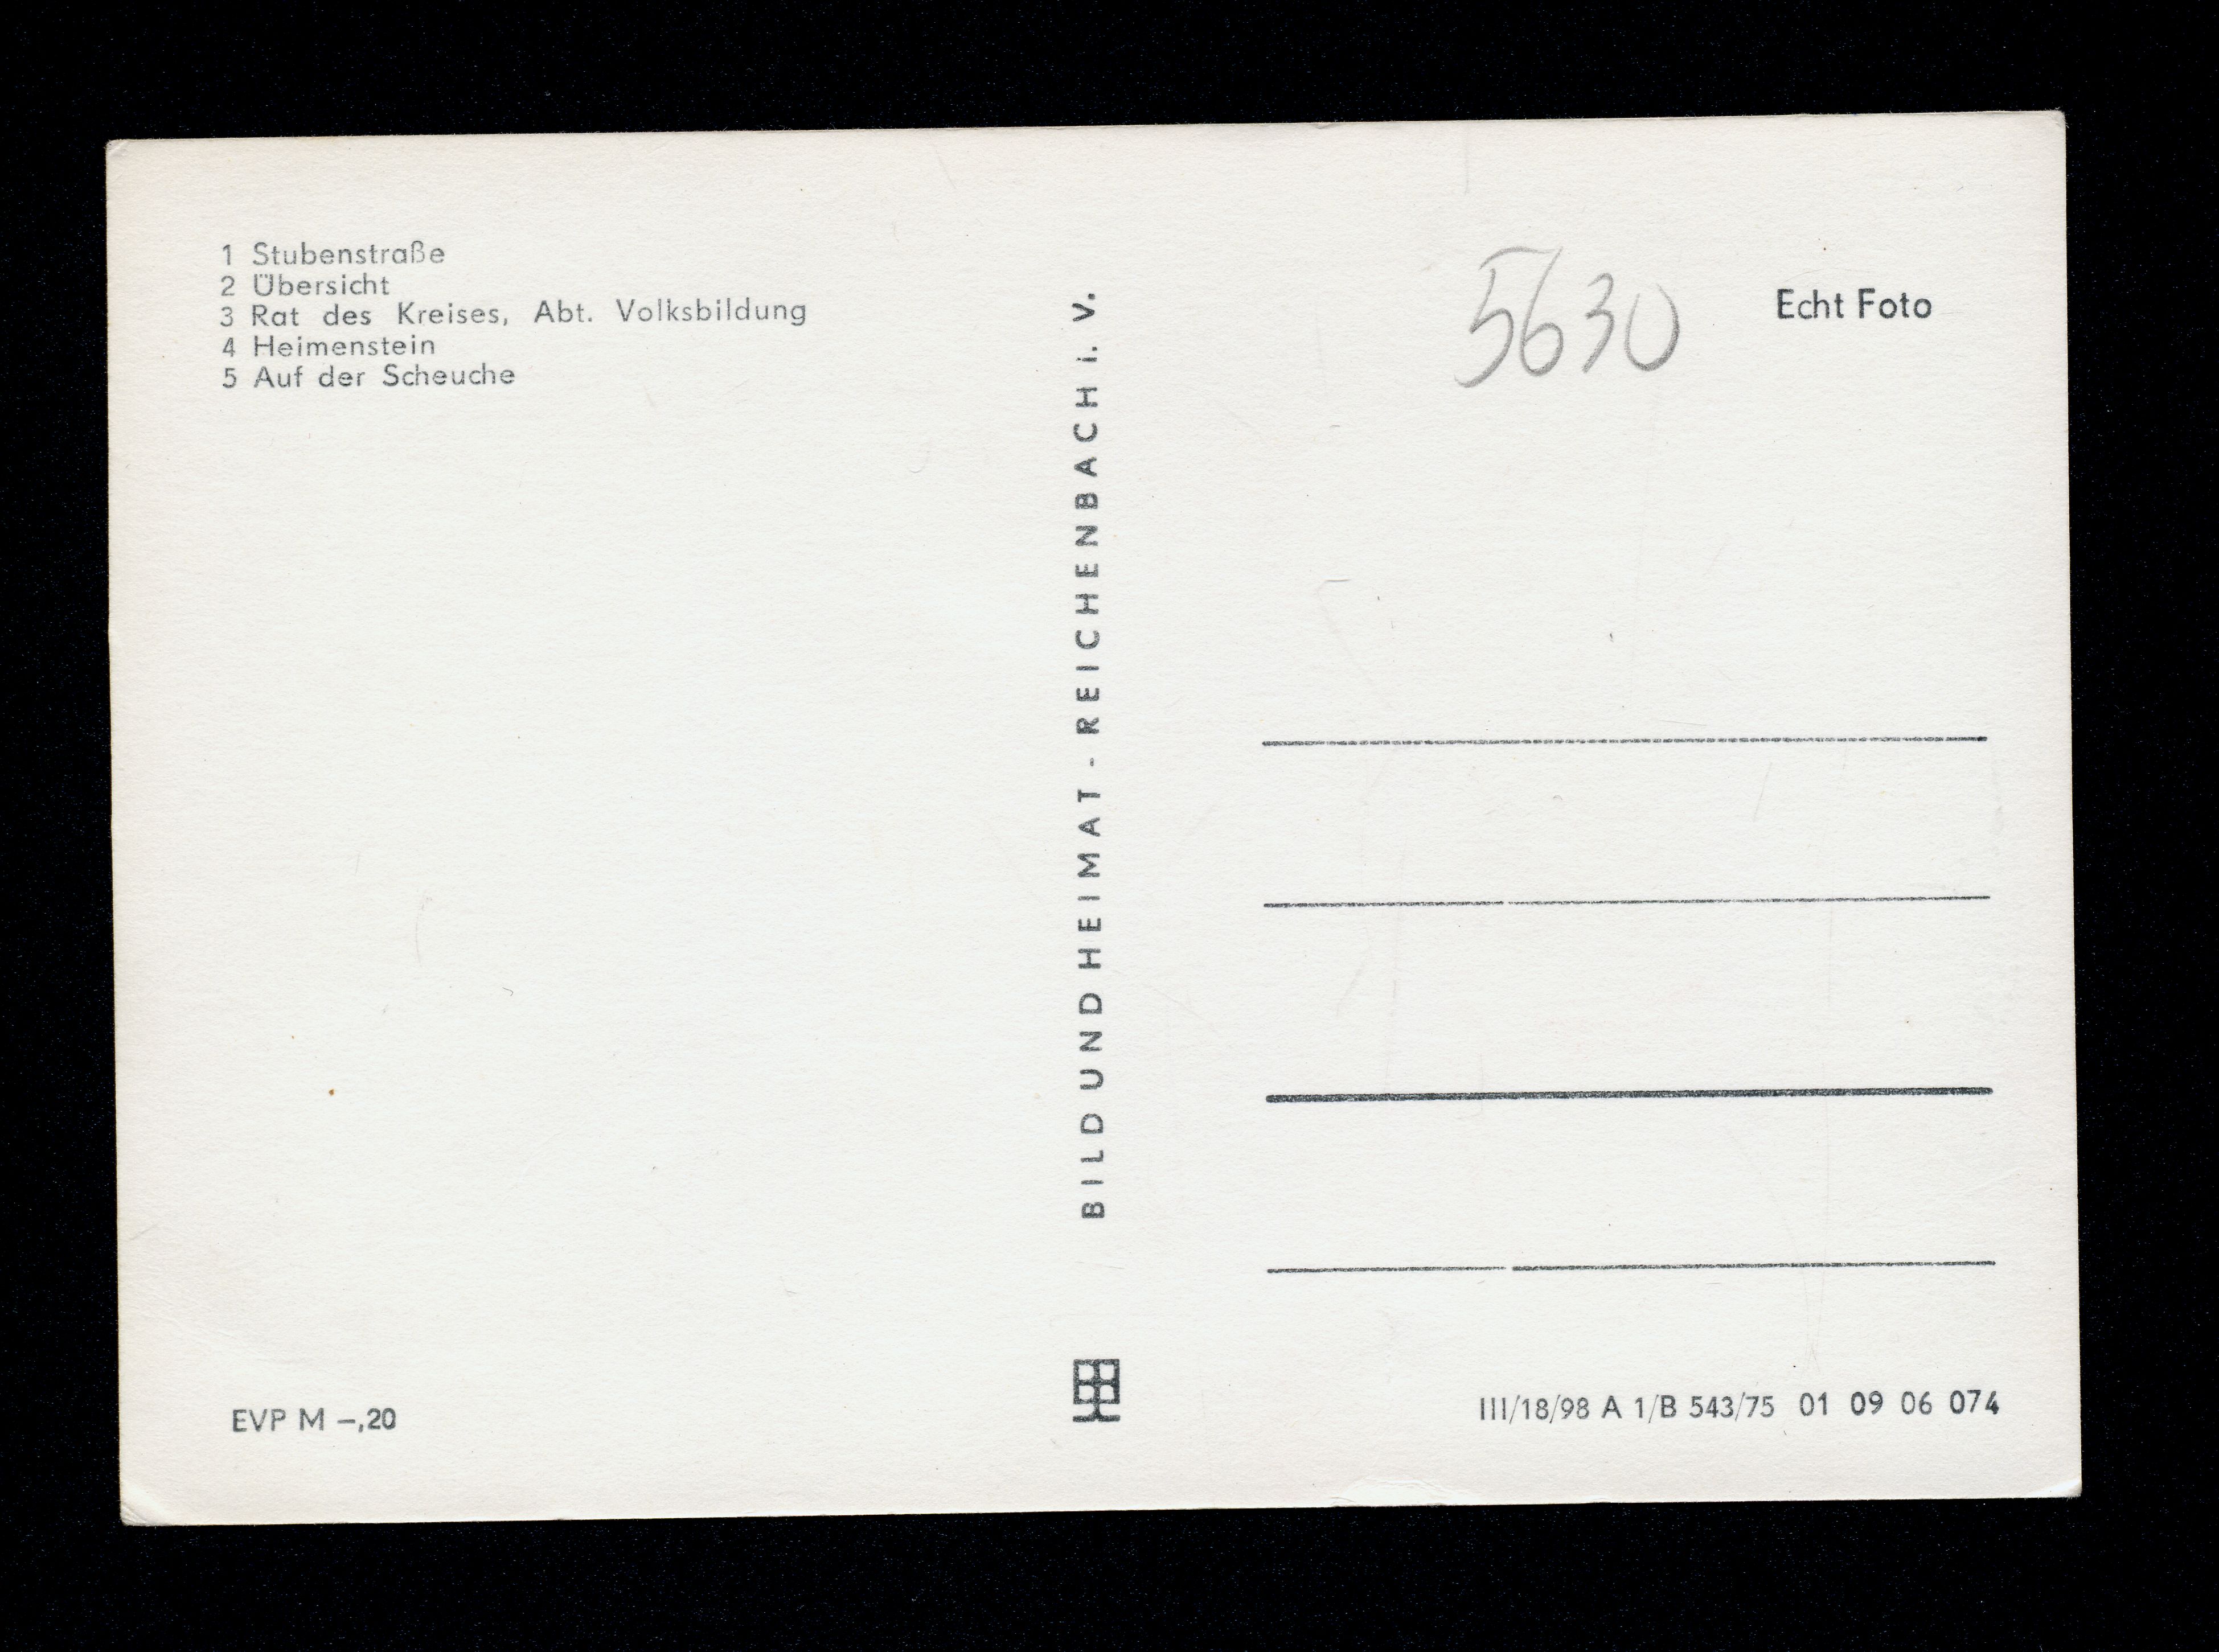 1 Stubenstraße
2 Übersicht
3 Rat des Kreises, Abt. Volksbildung
4 Heimenstein
5 Auf der Scheuche
EVP M –,20
BILD UND HEIMAT - REICHENBACH i. V.
5630
Echt Foto
III/18/98 A 1/B 543/75 01 09 06 074